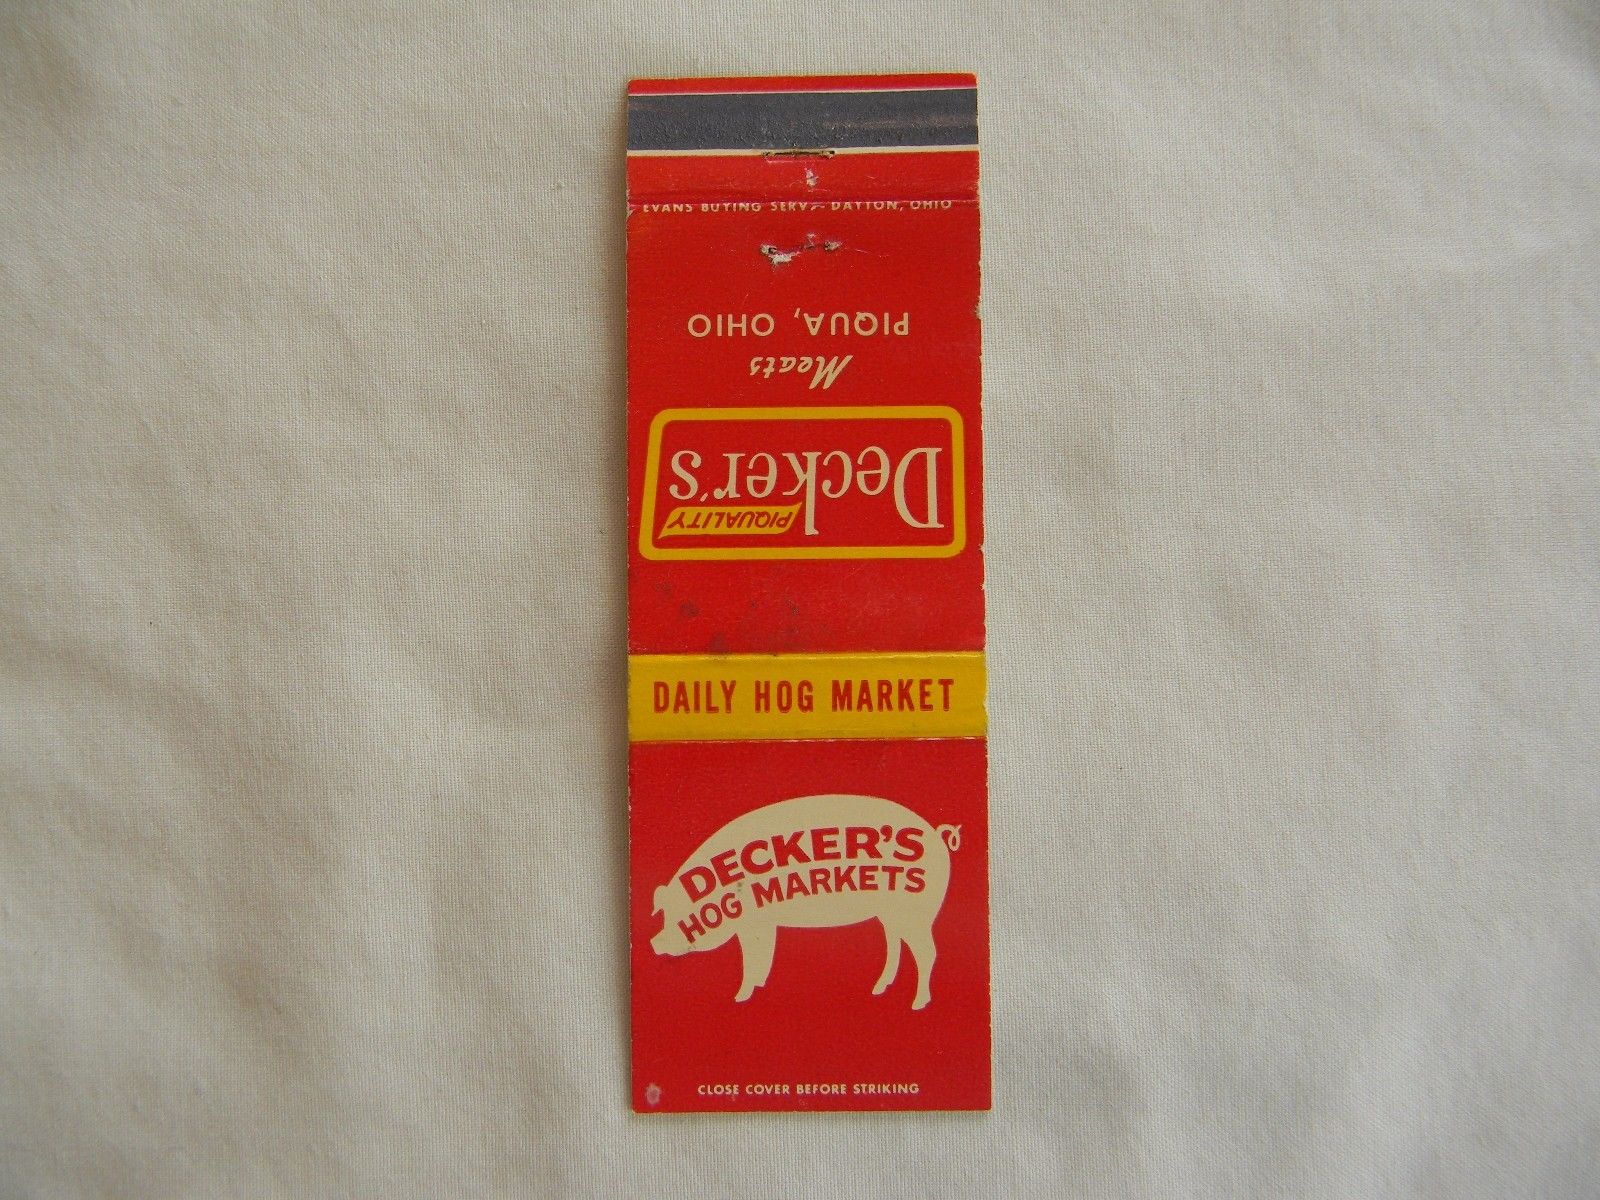 EVANS BUYING SERV. DAYTON, OHIO
Decker's
PIQUALITY
Meats
PIQUA, OHIO
DAILY HOG MARKET
DECKER'S
HOG MARKETS
CLOSE COVER BEFORE STRIKING